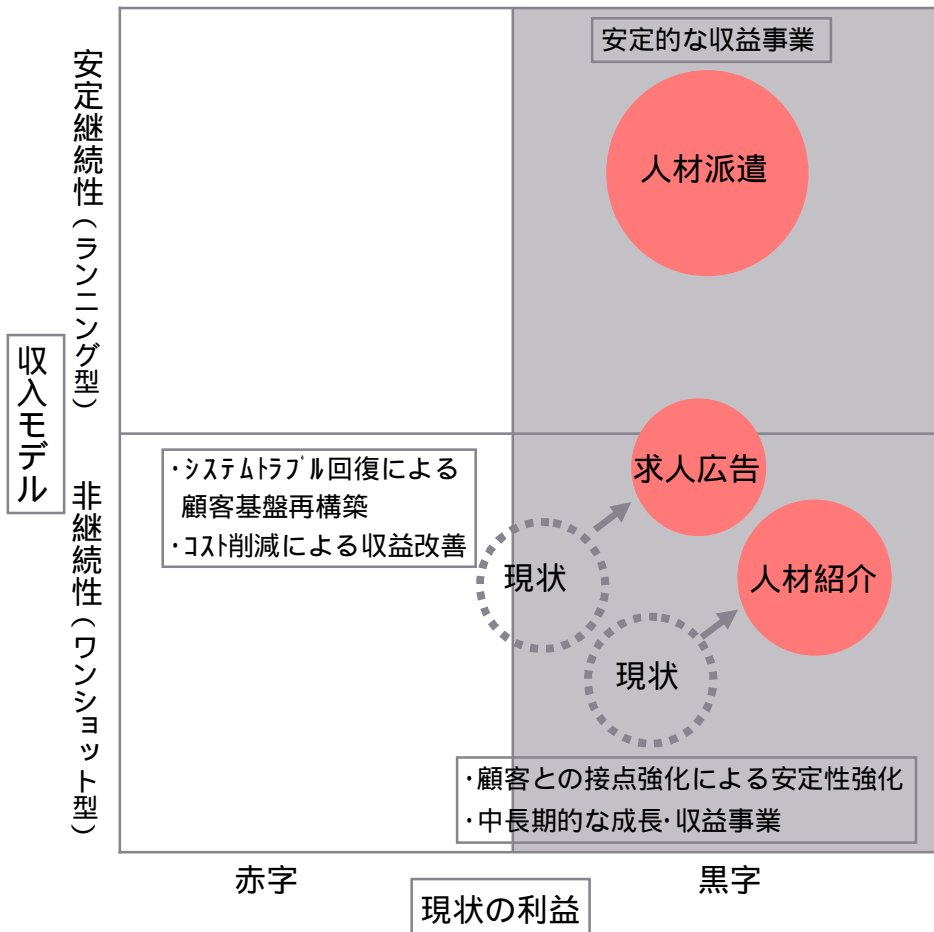 安定的な収益事業
人材派遣
安定継続性(ランニング型)
収入モデル
求人広告
・システムトラブル回復による
顧客基盤再構築
・コスト削減による収益改善
現状
人材紹介
非継続性(ワンショット型)
現状
・顧客との接点強化による安定性強化
・中長期的な成長・収益事業
赤字
黒字
現状の利益